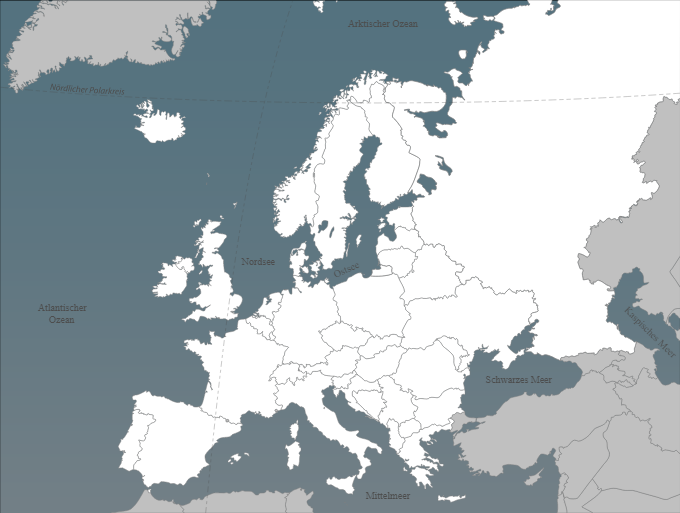 Arktischer Ozean
Nördlicher Polarkreis
Nordsee
Ostsee
Atlantischer
Ozean
Kaspisches Meer
Schwarzes Meer
Mittelmeer